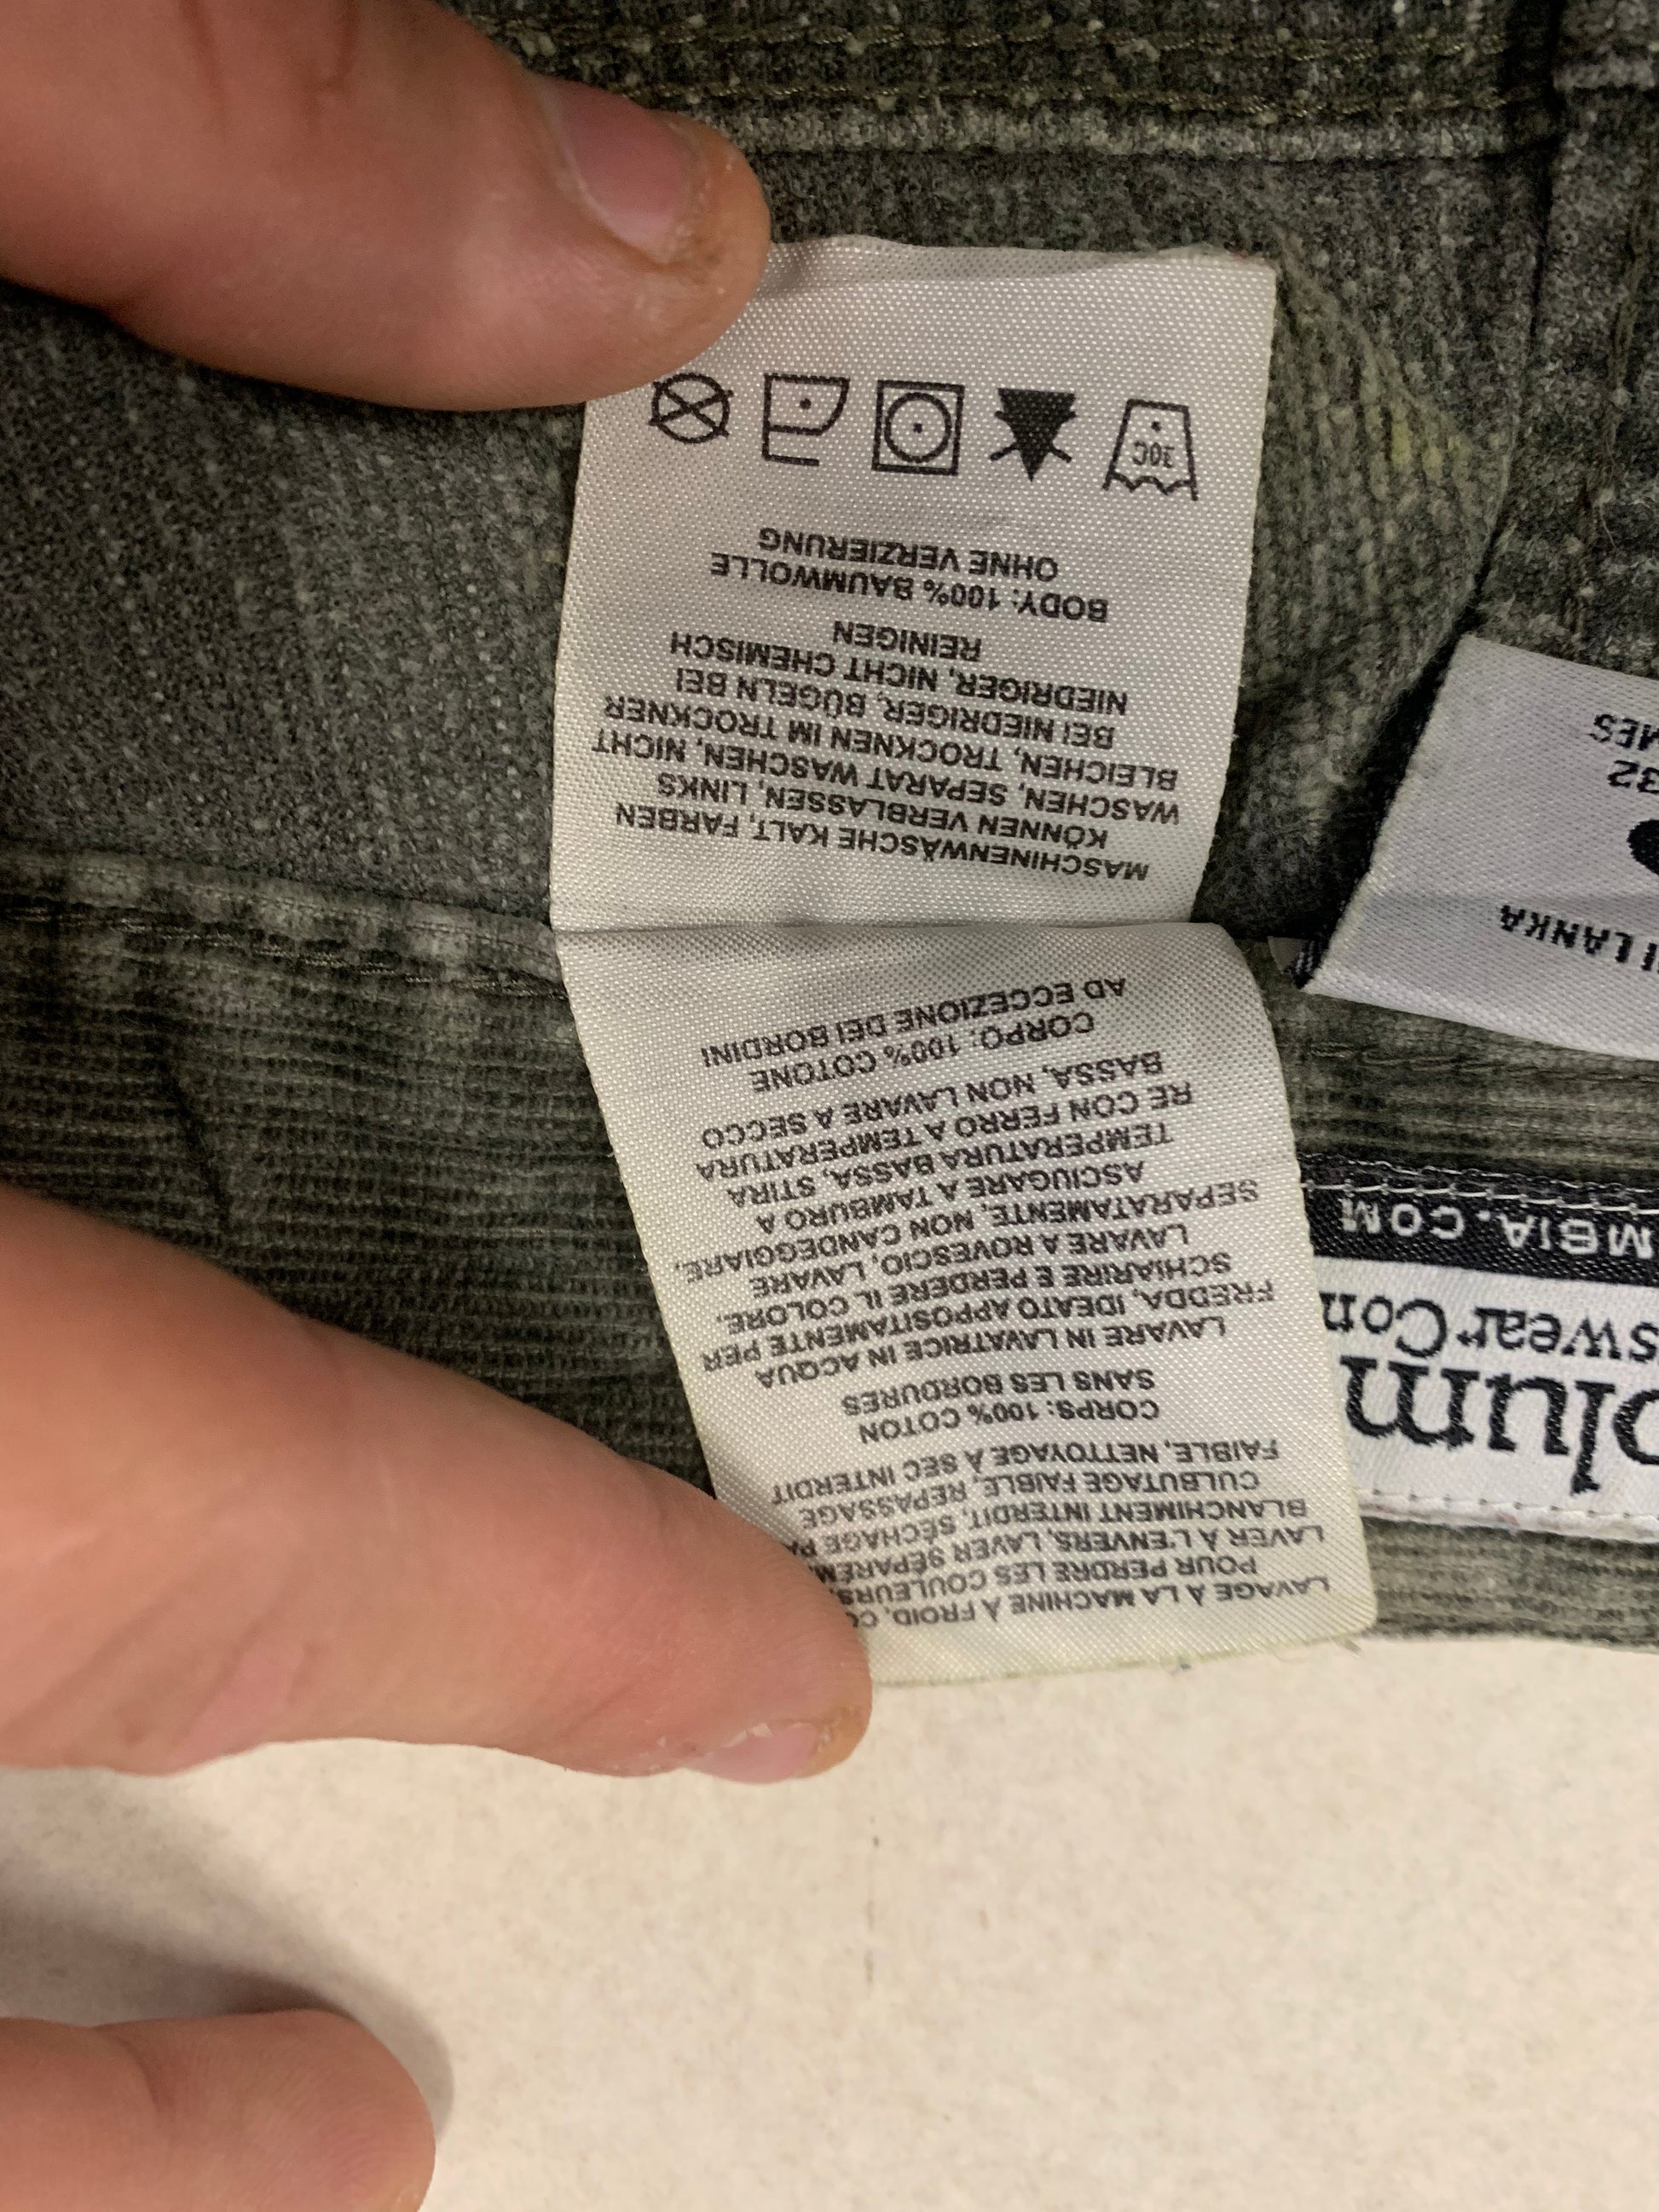 LAVAGE À LA MACHINE À FROID, CO
POUR PERDRE LES COULEURS,
LAVER À L'ENVERS, LAVER SÉPARÉM
BLANCHIMENT INTERDIT, SÉCHAGE PA
CULBUTAGE FAIBLE, REPASSAGE
FAIBLE, NETTOYAGE À SEC INTERDIT
CORPS: 100% COTON
SANS LES BORDURES
LAVARE IN LAVATRICE IN ACQUA
FREDDA, IDEATO APPOSITAMENTE PER
SCHIARIRE E PERDERE IL COLORE.
LAVARE A ROVESCIO, LAVARE
SEPARATAMENTE, NON CANDEGGIARE,
ASCIUGARE A TAMBURO A
TEMPERATURA BASSA, STIRA
RE CON FERRO A TEMPERATURA
BASSA, NON LAVARE A SECCO
CORPO: 100% COTONE
AD ECCEZIONE DEI BORDINI
MASCHINENWÄSCHE KALT, FARBEN
KÖNNEN VERBLASSEN, LINKS
WASCHEN, SEPARAT WASCHEN, NICHT
BLEICHEN, TROCKNEN IM TROCKNER
BEI NIEDRIGER, BÜGELN BEI
NIEDRIGER, NICHT CHEMISCH
REINIGEN
BODY: 100% BAUMWOLLE
OHNE VERZIERUNG
30C
olum
swear Com
MBIA.COM
I LANKA
32
MES